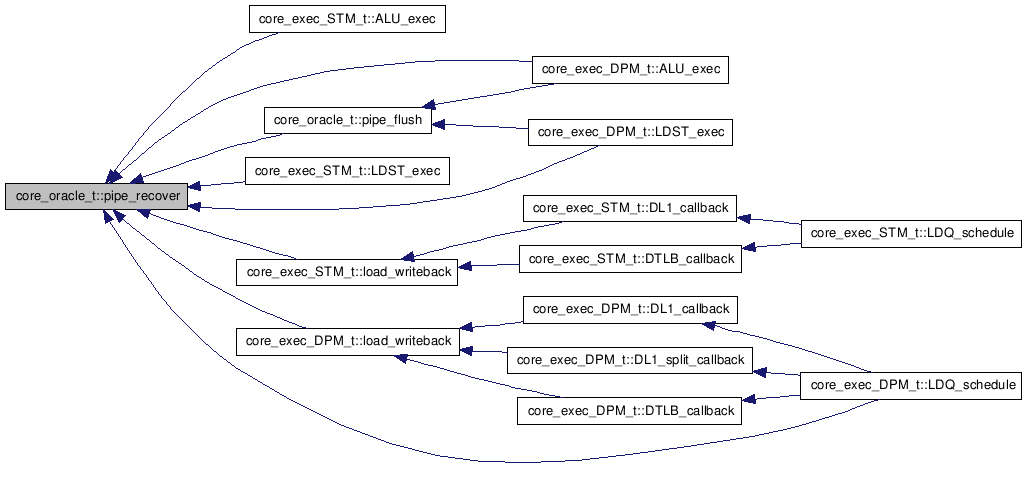 core_exec_STM_t::ALU_exec
core_exec_DPM_t::ALU_exec
core_oracle_t::pipe_flush
core_exec_DPM_t::LDST_exec
core_exec_STM_t::LDST_exec
core_oracle_t::pipe_recover
core_exec_STM_t::DL1_callback
core_exec_STM_t::LDQ_schedule
core_exec_STM_t::DTLB_callback
core_exec_STM_t::load_writeback
core_exec_DPM_t::DL1_callback
core_exec_DPM_t::load_writeback
core_exec_DPM_t::DL1_split_callback
core_exec_DPM_t::LDQ_schedule
core_exec_DPM_t::DTLB_callback